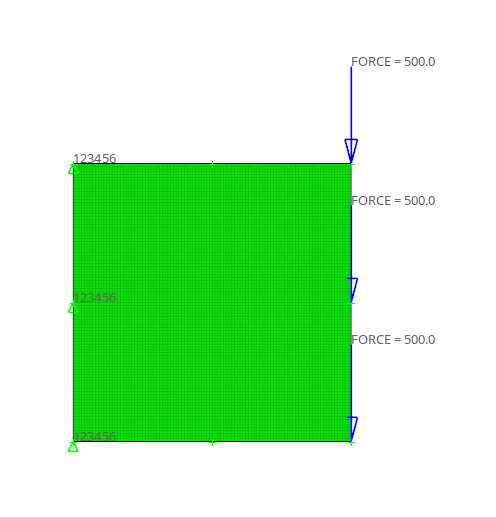 FORCE = 500.0
123456
FORCE = 500.0
123456
FORCE = 500.0
123456